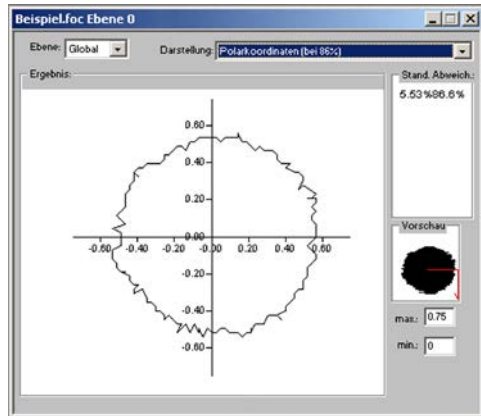 Beispiel.foc Ebene 0
Ebene: Global Darstellung: Polarkoordinaten (bei 86%)
Ergebnis:
Stand. Abweich.:
5.53%86.6%
0.60
0.40
0.20
0.00
-0.60 -0.40 -0.20 0.0 0.20 0.40 0.60
-0.20
-0.40
-0.60
Vorschau
max.: 0.75
min.: 0